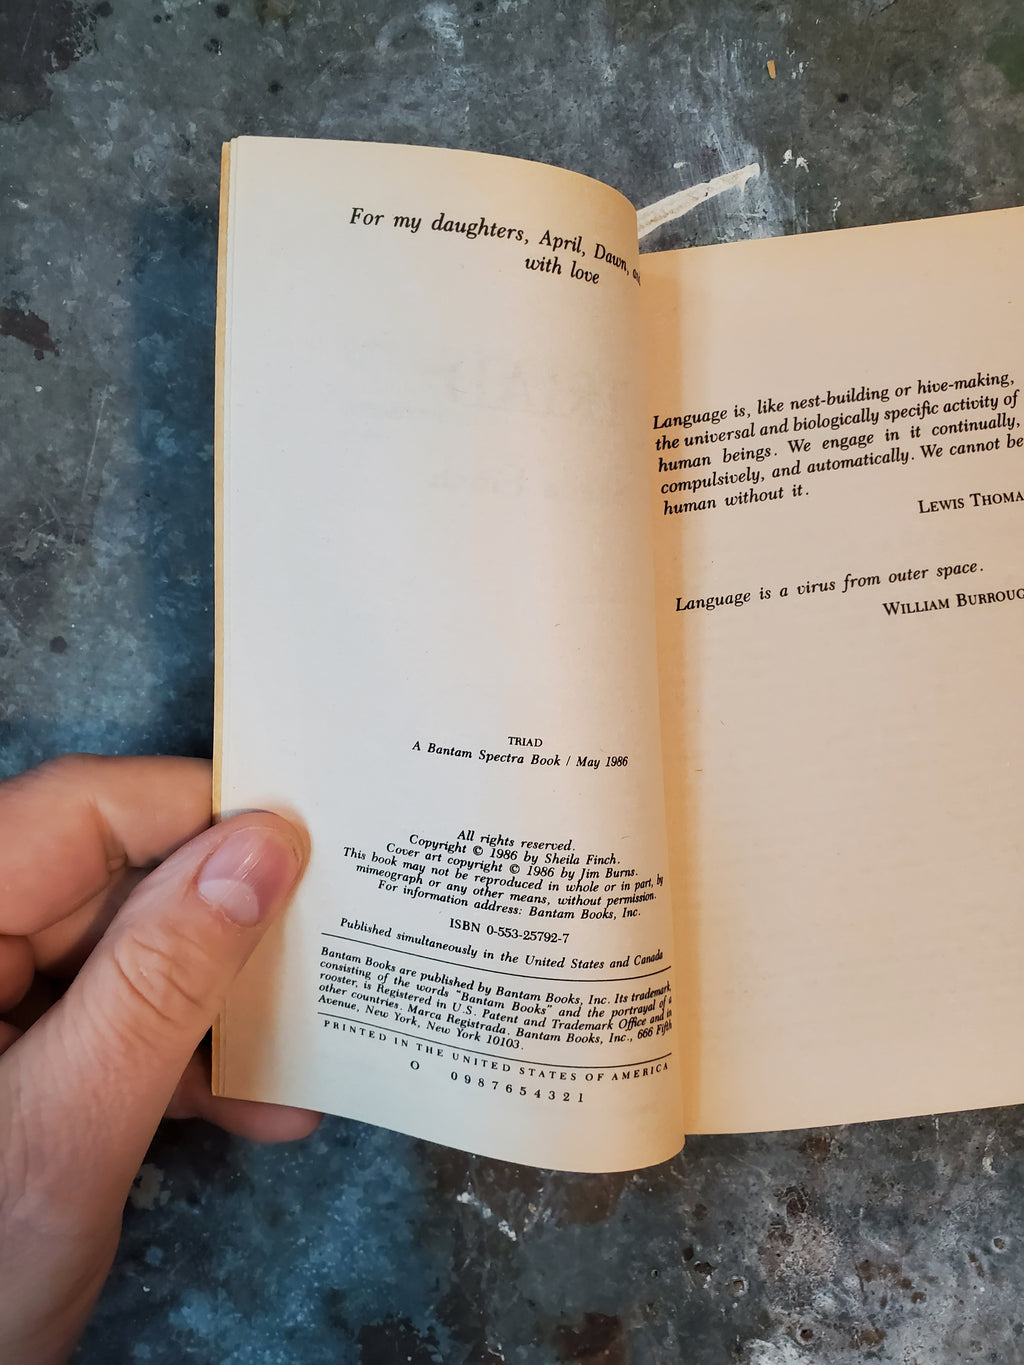 For my daughters, April, Dawn,
with love
TRIAD
A Bantam Spectra Book / May 1986
All rights reserved.
Copyright © 1986 by Sheila Finch.
Cover art copyright © 1986 by Jim Burns.
This book may not be reproduced in whole or in part, by
mimeograph or any other means, without permission.
For information address: Bantam Books, Inc.
ISBN 0-553-25792-7
Published simultaneously in the United States and Canada
Bantam Books are published by Bantam Books, Inc. Its trademark,
consisting of the words "Bantam Books" and the portrayal of a
rooster, is Registered in U.S. Patent and Trademark Office and in
other countries. Marca Registrada. Bantam Books, Inc., 666 Fifth
Avenue, New York, New York 10103.
PRINTED IN THE UNITED STATES OF AMERICA
O 0 9 8 7 6 5 4 3 2 1
Language is, like nest-building or hive-making,
the universal and biologically specific activity of
human beings. We engage in it continually,
compulsively, and automatically. We cannot be
human without it.
LEWIS THOMA
Language is a virus from outer space.
WILLIAM BURROUG